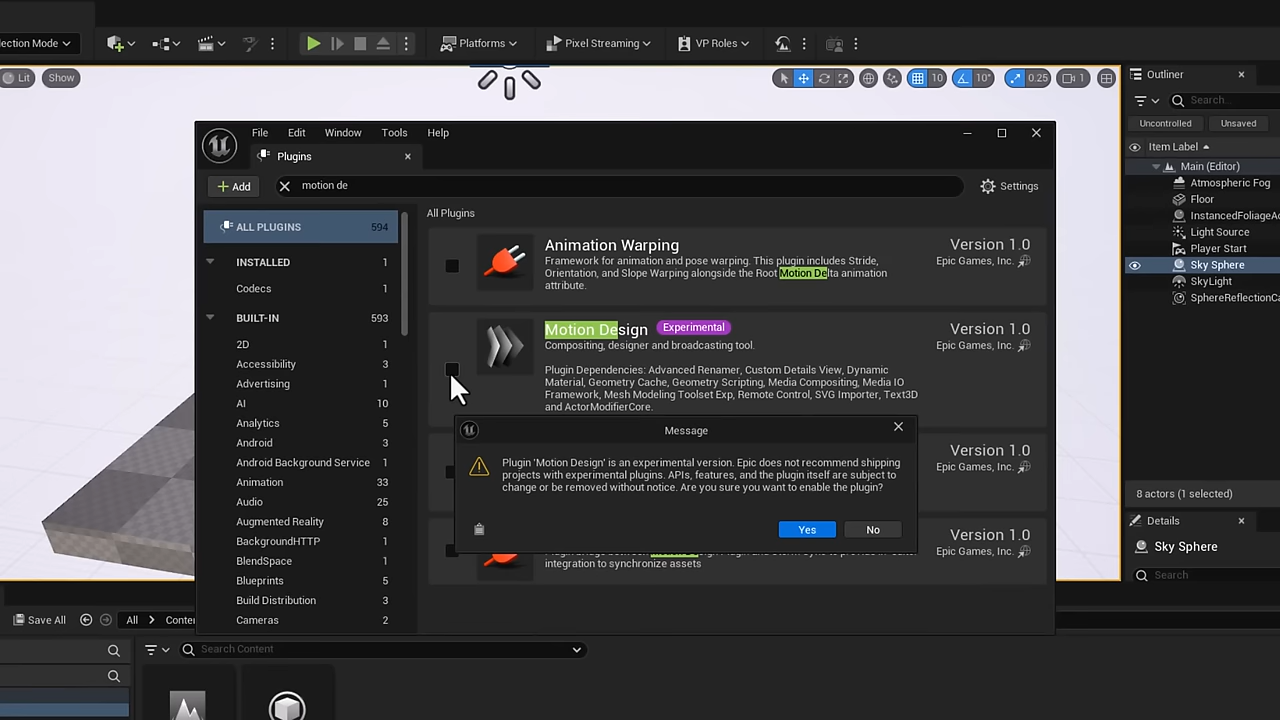 lection Mode
Platforms
Pixel Streaming
VP Roles
Lit
Show
10
10°
0.25
1
Outliner
Search...
Uncontrolled
Unsaved
Item Label
Main (Editor)
Atmospheric Fog
Floor
InstancedFoliageAc
Light Source
Player Start
Sky Sphere
SkyLight
SphereReflectionCa
8 actors (1 selected)
Details
Sky Sphere
Search
File Edit Window Tools Help
Plugins
Add
motion de
Settings
ALL PLUGINS 594
INSTALLED 1
Codecs 1
BUILT-IN 593
2D 1
Accessibility 3
Advertising 1
AI 10
Analytics 5
Android 3
Android Background Service 1
Animation 33
Audio 25
Augmented Reality 8
BackgroundHTTP 1
BlendSpace 1
Blueprints 5
Build Distribution 3
Cameras 2
All Plugins
Animation Warping
Framework for animation and pose warping. This plugin includes Stride,
Orientation, and Slope Warping alongside the Root Motion Delta animation
attribute.
Version 1.0
Epic Games, Inc.
Motion Design Experimental
Compositing, designer and broadcasting tool.
Plugin Dependencies: Advanced Renamer, Custom Details View, Dynamic
Material, Geometry Cache, Geometry Scripting, Media Compositing, Media IO
Framework, Mesh Modeling Toolset Exp, Remote Control, SVG Importer, Text3D
and ActorModifierCore.
Version 1.0
Epic Games, Inc.
Version 1.0
Epic Games, Inc.
Version 1.0
Epic Games, Inc.
integration to synchronize assets
Message
Plugin 'Motion Design' is an experimental version. Epic does not recommend shipping
projects with experimental plugins. APIs, features, and the plugin itself are subject to
change or be removed without notice. Are you sure you want to enable the plugin?
Yes
No
Save All
All
Conten
Search Content